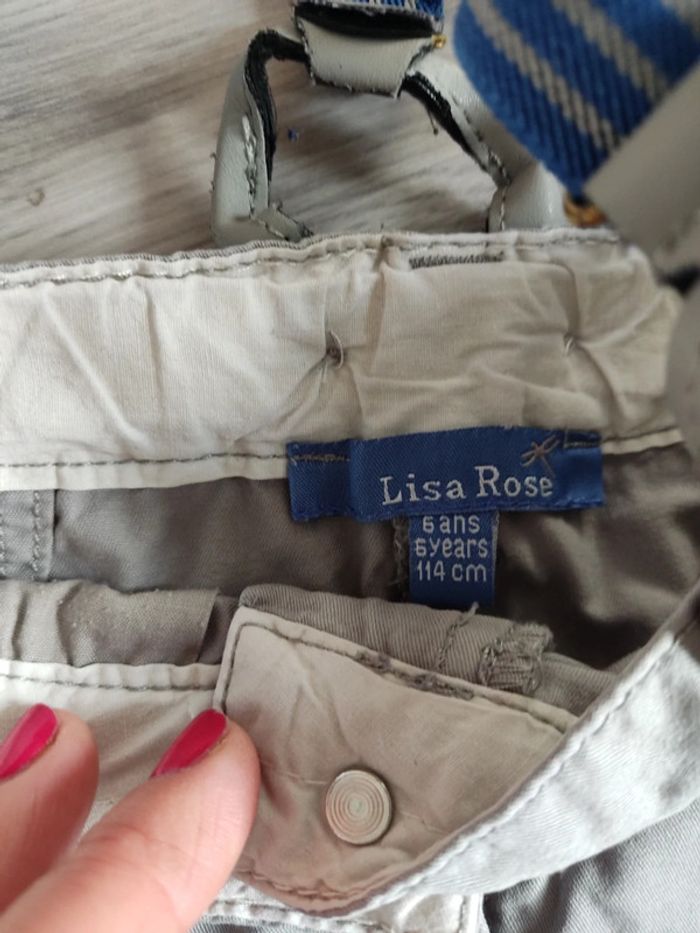 Lisa Rose
6 ans
6 years
114 cm